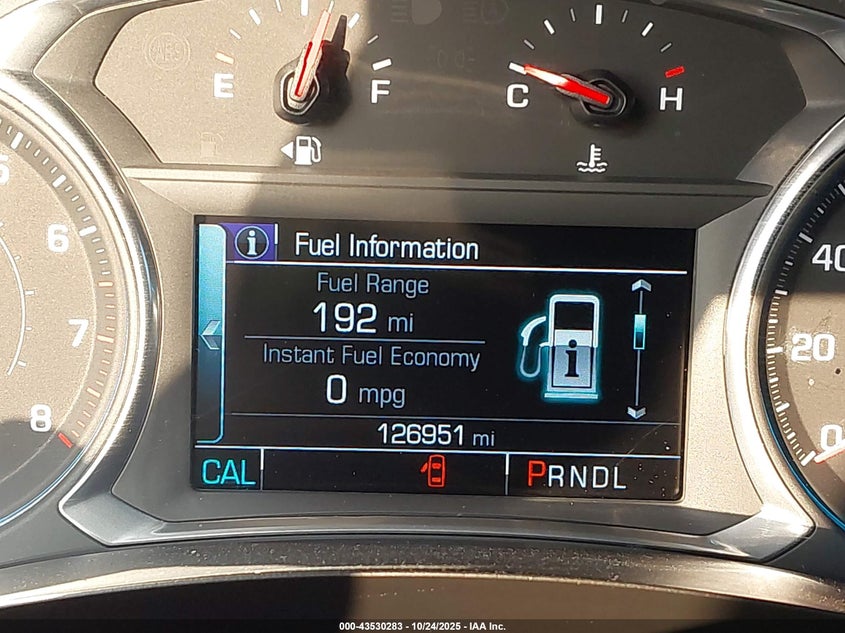 E F
C H
5
6
7
8
40
20
0
i Fuel Information
Fuel Range
192 mi
Instant Fuel Economy
0 mpg
i
126951 mi
CAL PRNDL
000-43530283 - 10/24/2025 - IAA Inc.